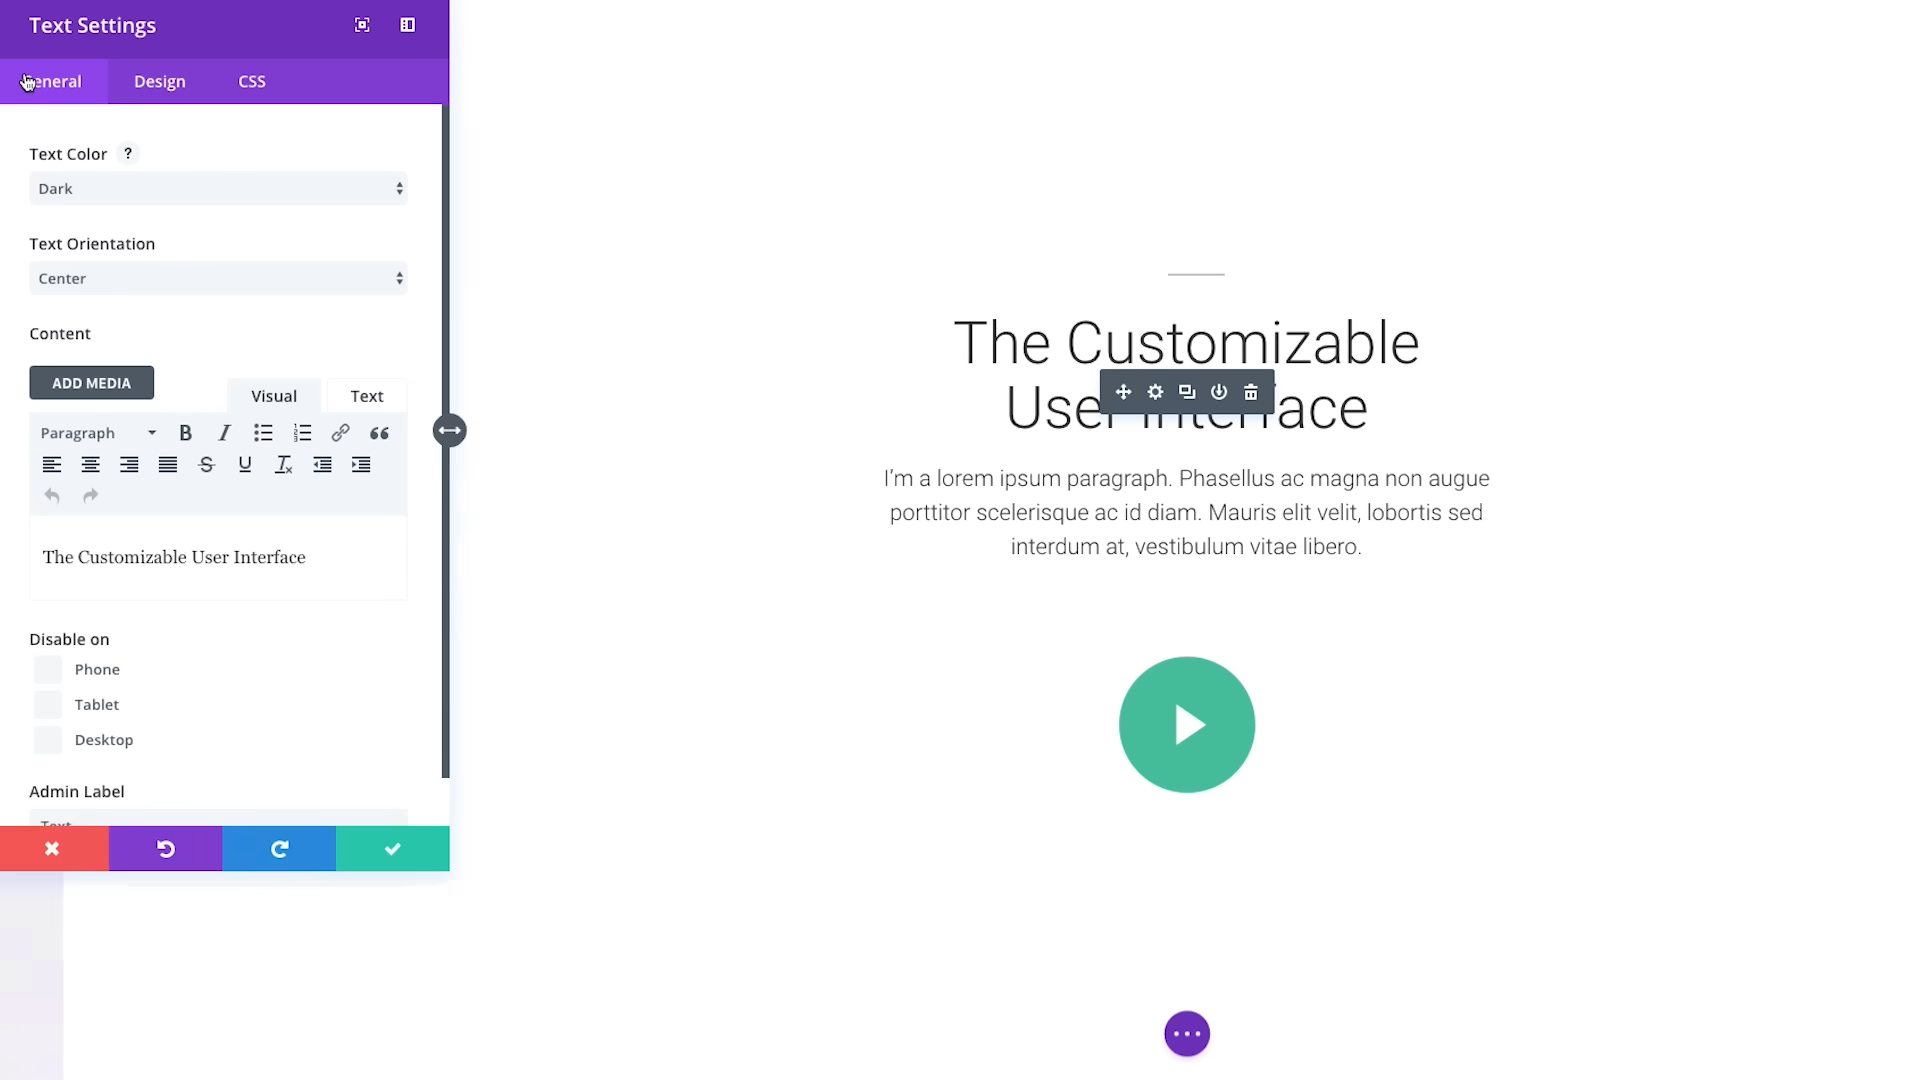 Text Settings
General
Design
CSS
Text Color ?
Dark
Text Orientation
Center
Content
ADD MEDIA
Visual
Text
Paragraph
The Customizable User Interface
Disable on
Phone
Tablet
Desktop
Admin Label
Text
The Customizable
User Interface
I'm a lorem ipsum paragraph. Phasellus ac magna non augue
porttitor scelerisque ac id diam. Mauris elit velit, lobortis sed
interdum at, vestibulum vitae libero.